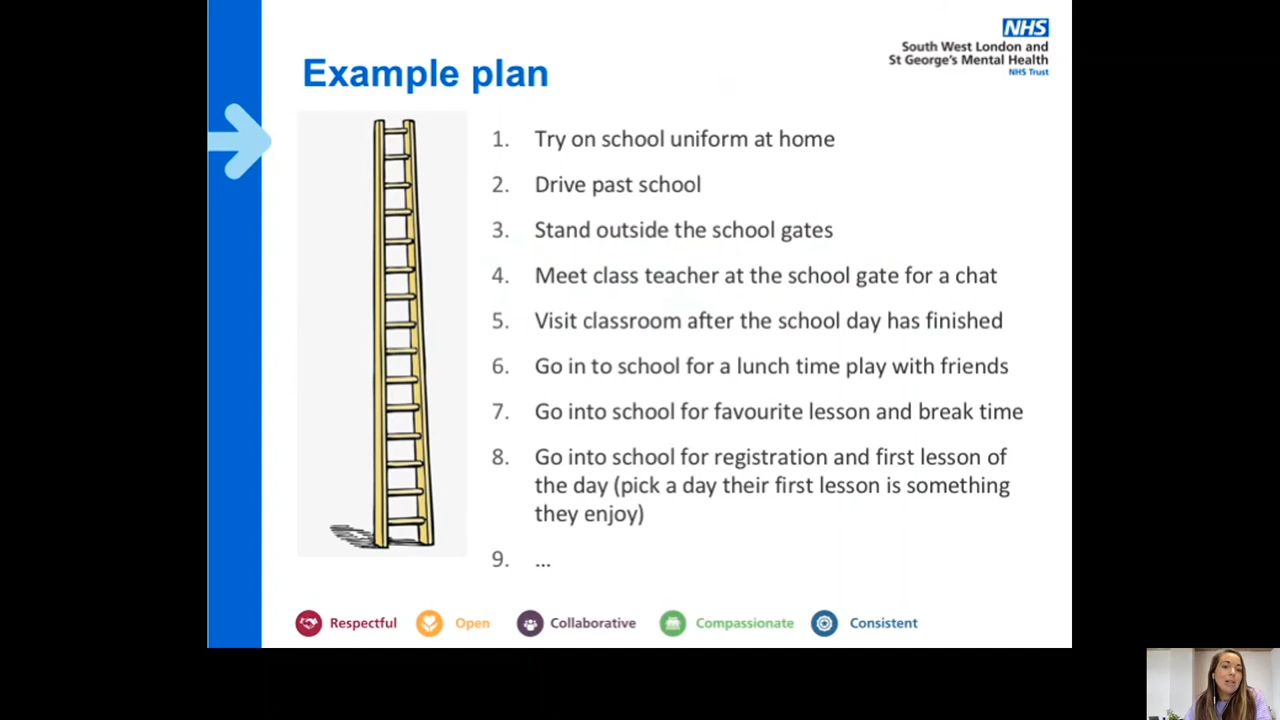 NHS
South West London and
St George's Mental Health
NHS Trust
Example plan
1. Try on school uniform at home
2. Drive past school
3. Stand outside the school gates
4. Meet class teacher at the school gate for a chat
5. Visit classroom after the school day has finished
6. Go in to school for a lunch time play with friends
7. Go into school for favourite lesson and break time
8. Go into school for registration and first lesson of
the day (pick a day their first lesson is something
they enjoy)
9. ...
Respectful Open Collaborative Compassionate Consistent